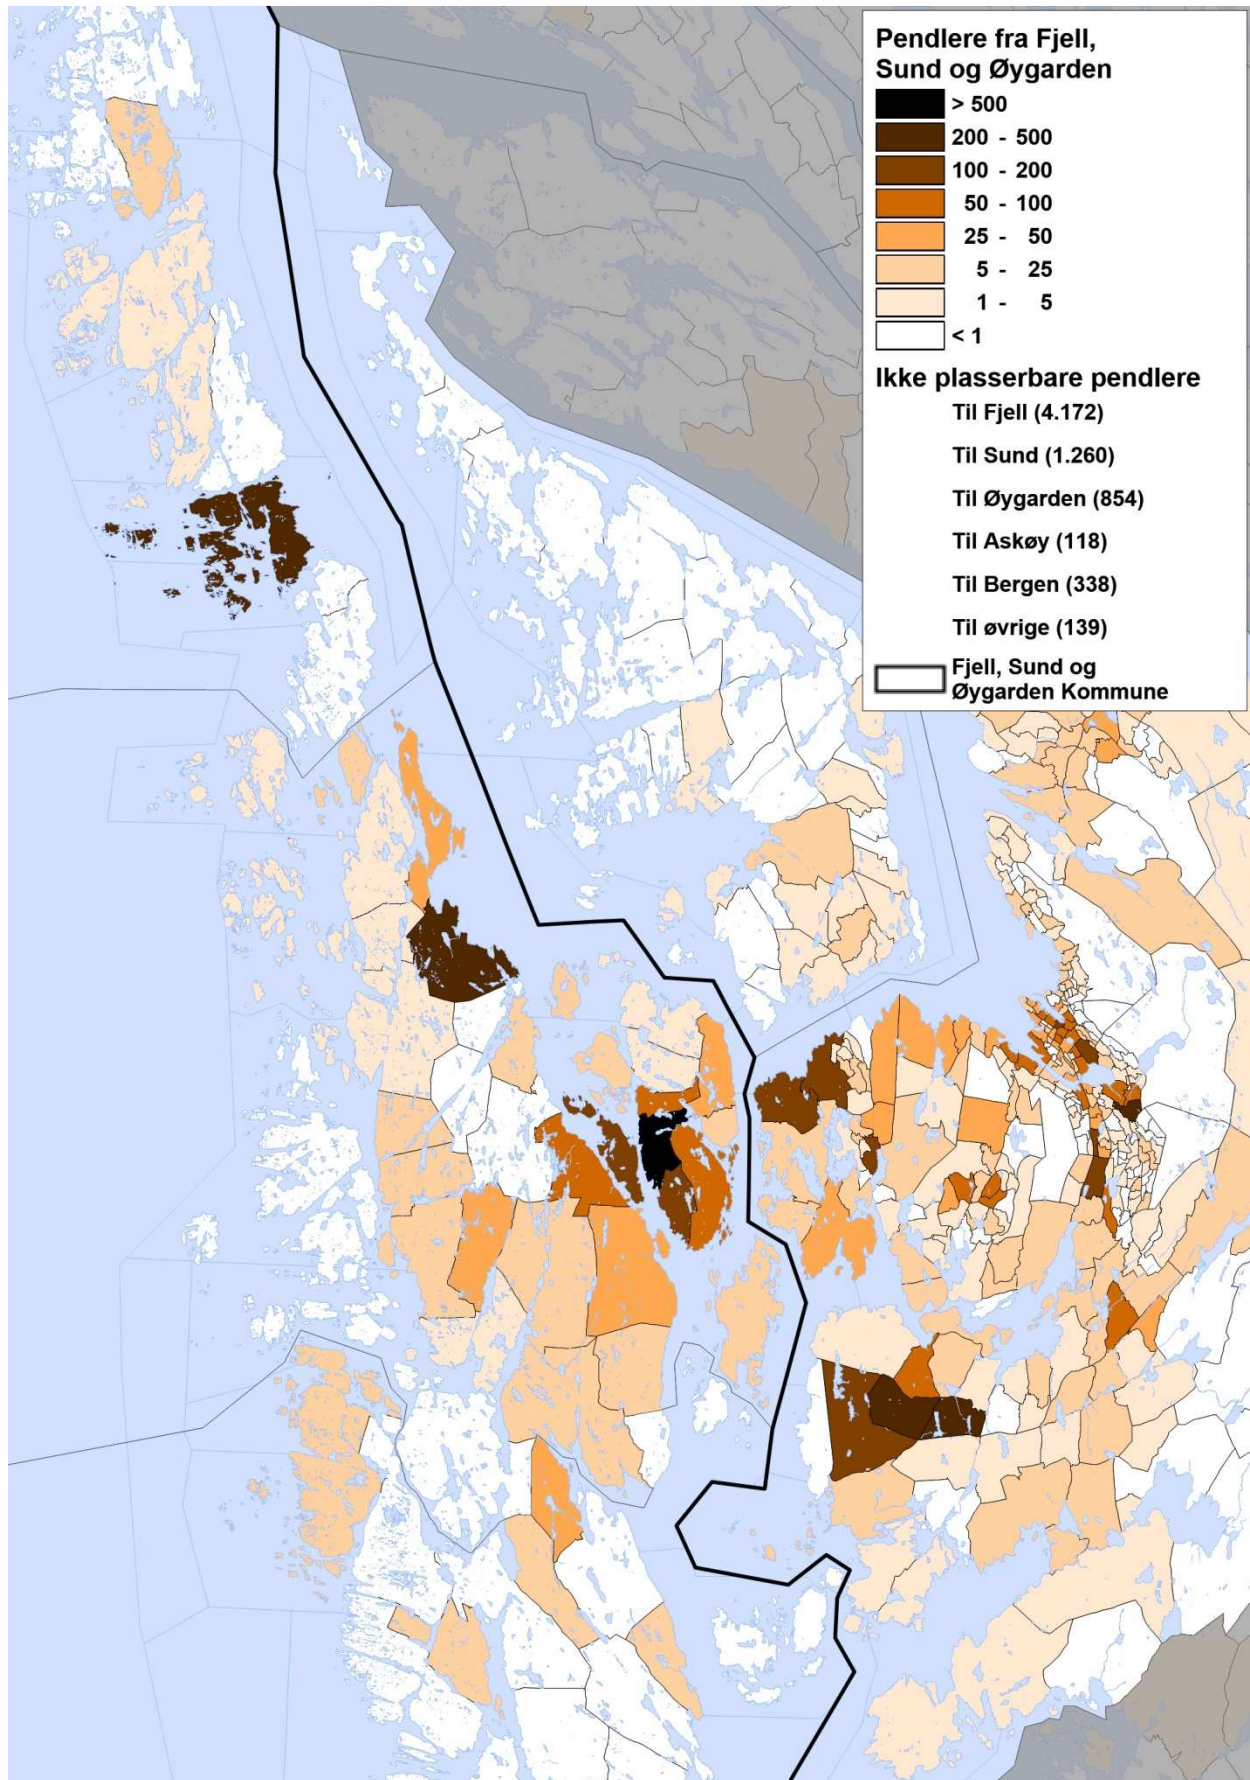 Pendlere fra Fjell,
Sund og Øygarden
> 500
200 - 500
100 - 200
50 - 100
25 - 50
5 - 25
1 - 5
< 1
Ikke plasserbare pendlere
Til Fjell (4.172)
Til Sund (1.260)
Til Øygarden (854)
Til Askøy (118)
Til Bergen (338)
Til øvrige (139)
Fjell, Sund og
Øygarden Kommune